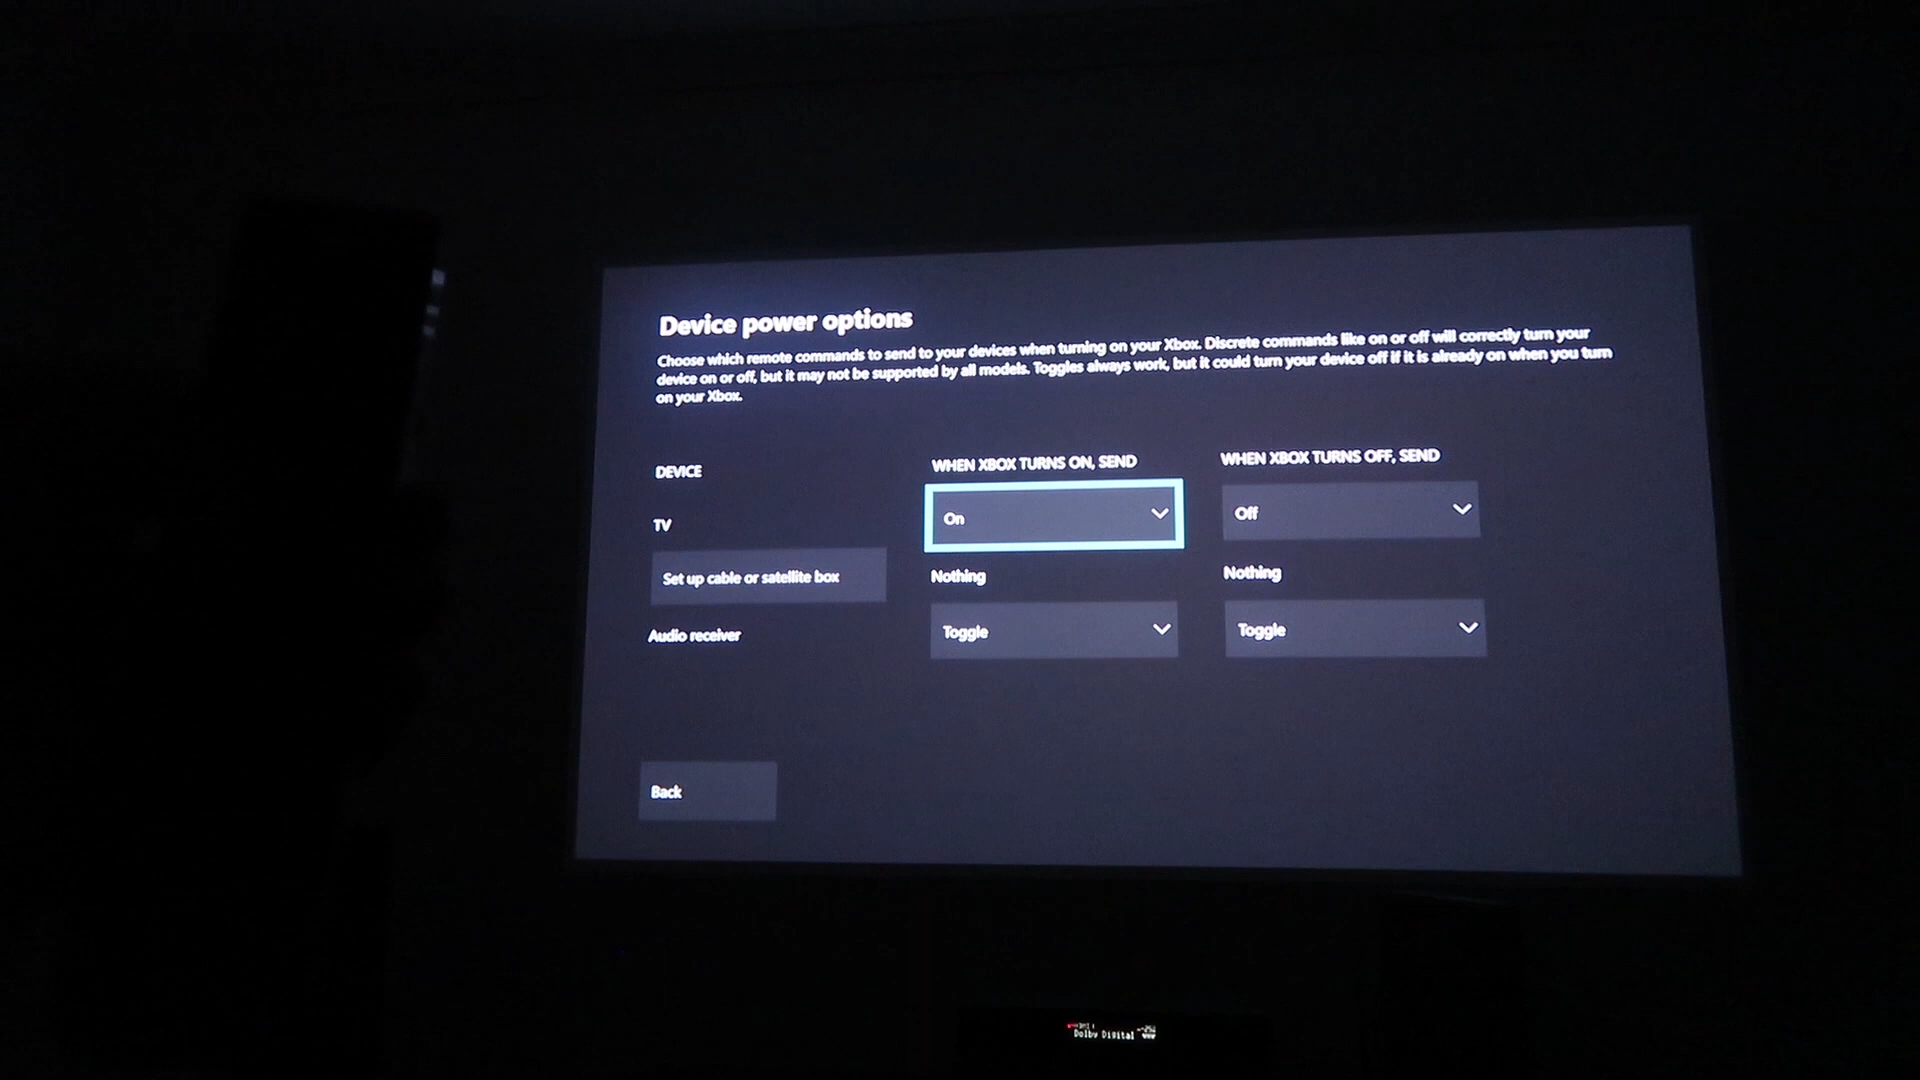 Device power options
Choose which remote commands to send to your devices when turning on your Xbox. Discrete commands like on or off will correctly turn your
device on or off, but it may not be supported by all models. Toggles always work, but it could turn your device off if it is already on when you turn
on your Xbox.
DEVICE
WHEN XBOX TURNS ON, SEND
WHEN XBOX TURNS OFF, SEND
TV
On
Off
Set up cable or satellite box
Nothing
Nothing
Audio receiver
Toggle
Toggle
Back
Dolby Digital